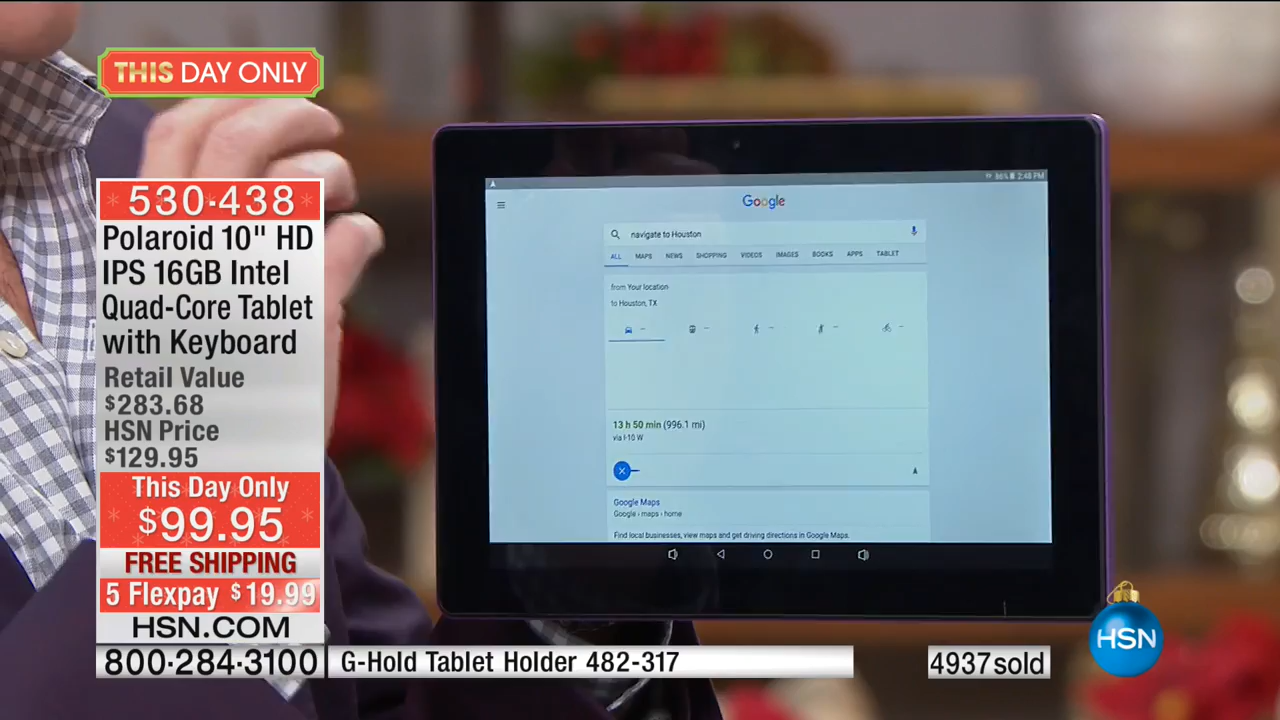 THIS DAY ONLY
530·438
Polaroid 10" HD
IPS 16GB Intel
Quad-Core Tablet
with Keyboard
Retail Value
$283.68
HSN Price
$129.95
This Day Only
$99.95
FREE SHIPPING
5 Flexpay $19.99
HSN.COM
800·284·3100
G-Hold Tablet Holder 482-317
4937sold
HSN
86% 2:48 PM
Google
navigate to Houston
ALL MAPS NEWS SHOPPING VIDEOS IMAGES BOOKS APPS TABLET
from Your location
to Houston, TX
13 h 50 min (996.1 mi)
via I-10 W
Google Maps
Google › maps › home
Find local businesses, view maps and get driving directions in Google Maps.